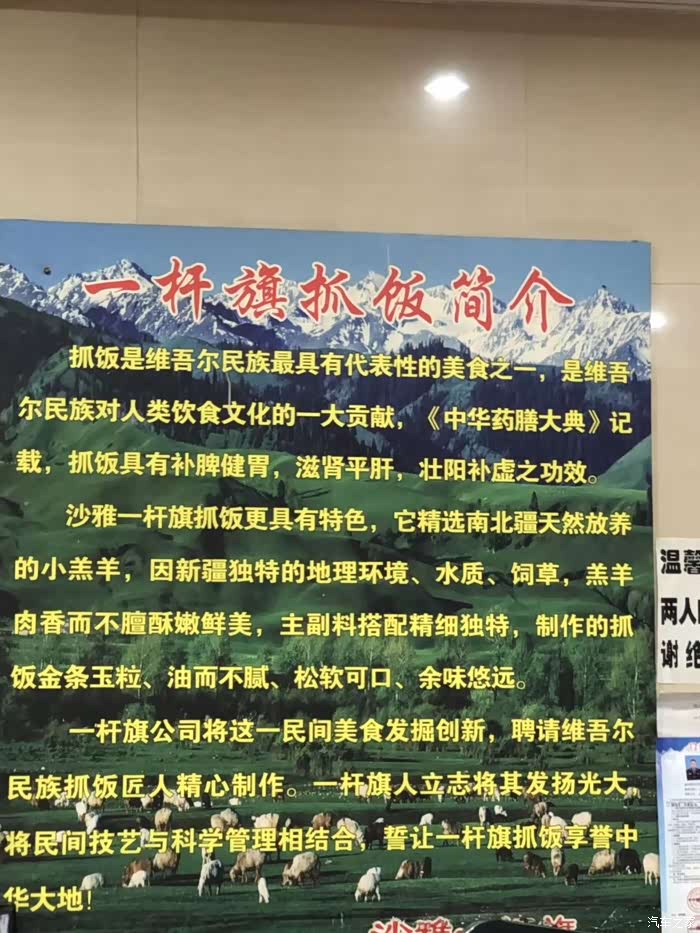 一杆旗抓饭简介
抓饭是维吾尔民族最具有代表性的美食之一，是维吾
尔民族对人类饮食文化的一大贡献，《中华药膳大典》记
载，抓饭具有补脾健胃，滋肾平肝，壮阳补虚之功效。
沙雅一杆旗抓饭更具有特色，它精选南北疆天然放养
的小羔羊，因新疆独特的地理环境、水质、饲草，羔羊
肉香而不膻酥嫩鲜美，主副料搭配精细独特，制作的抓
饭金条玉粒、油而不腻、松软可口、余味悠远。
一杆旗公司将这一民间美食发掘创新，聘请维吾尔
民族抓饭匠人精心制作。一杆旗人立志将其发扬光大
将民间技艺与科学管理相结合，誓让一杆旗抓饭享誉中
华大地！
沙雅
旗
温馨
两人
谢绝
汽车之家